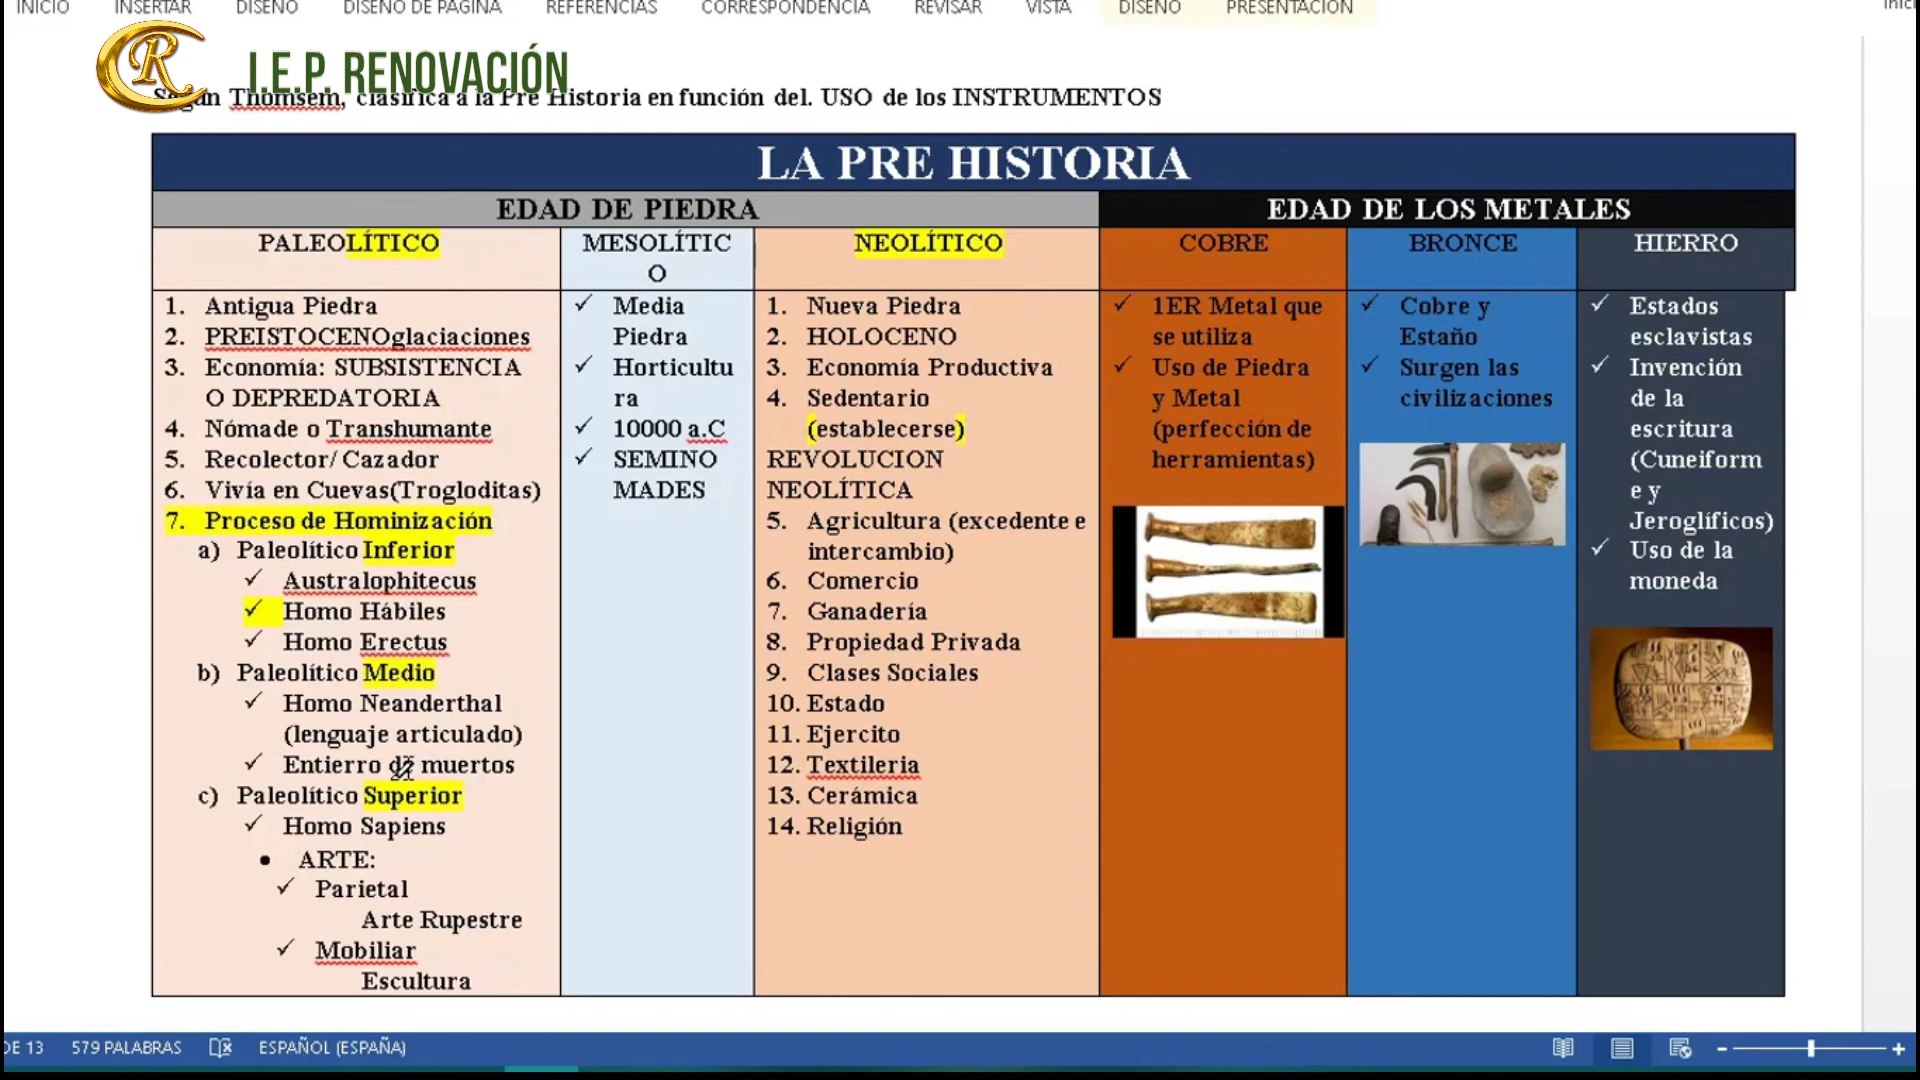 INICIO INSERTAR DISEÑO DISEÑO DE PÁGINA REFERENCIAS CORRESPONDENCIA REVISAR VISTA DISEÑO PRESENTACIÓN
I.E.P. RENOVACIÓN
Según Thomsem, clasifica a la Pre Historia en función del. USO de los INSTRUMENTOS
LA PRE HISTORIA
EDAD DE PIEDRA
EDAD DE LOS METALES
PALEOLÍTICO
MESOLÍTIC
O
NEOLÍTICO
COBRE
BRONCE
HIERRO
1. Antigua Piedra
2. PREISTOCENOglaciaciones
3. Economía: SUBSISTENCIA
O DEPREDATORIA
4. Nómade o Transhumante
5. Recolector/ Cazador
6. Vivía en Cuevas(Trogloditas)
7. Proceso de Hominización
a) Paleolítico Inferior
✓ Australophitecus
✓ Homo Hábiles
✓ Homo Erectus
b) Paleolítico Medio
✓ Homo Neanderthal
(lenguaje articulado)
✓ Entierro de muertos
c) Paleolítico Superior
✓ Homo Sapiens
• ARTE:
✓ Parietal
Arte Rupestre
✓ Mobiliar
Escultura
✓ Media
Piedra
✓ Horticultu
ra
✓ 10000 a.C
✓ SEMINO
MADES
1. Nueva Piedra
2. HOLOCENO
3. Economía Productiva
4. Sedentario
(establecerse)
REVOLUCION
NEOLÍTICA
5. Agricultura (excedente e
intercambio)
6. Comercio
7. Ganadería
8. Propiedad Privada
9. Clases Sociales
10. Estado
11. Ejercito
12. Textileria
13. Cerámica
14. Religión
✓ 1ER Metal que
se utiliza
✓ Uso de Piedra
y Metal
(perfección de
herramientas)
✓ Cobre y
Estaño
✓ Surgen las
civilizaciones
✓ Estados
esclavistas
✓ Invención
de la
escritura
(Cuneiform
e y
Jeroglíficos)
✓ Uso de la
moneda
DE 13 579 PALABRAS ESPAÑOL (ESPAÑA)